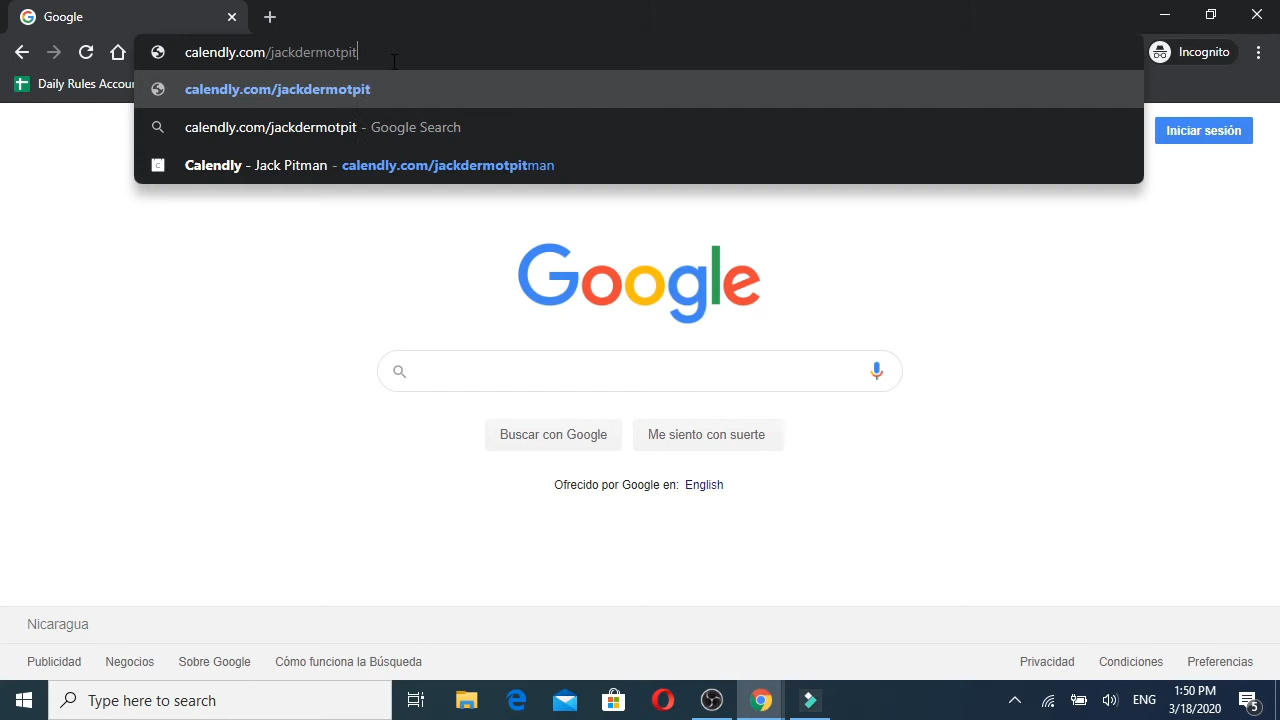 Google
calendly.com/jackdermotpit
Incognito
Daily Rules Accour
calendly.com/jackdermotpit
calendly.com/jackdermotpit - Google Search
C Calendly - Jack Pitman - calendly.com/jackdermotpitman
Iniciar sesión
Google
Buscar con Google
Me siento con suerte
Ofrecido por Google en: English
Nicaragua
Publicidad Negocios Sobre Google Cómo funciona la Búsqueda
Privacidad Condiciones Preferencias
Type here to search
ENG
1:50 PM
3/18/2020
5